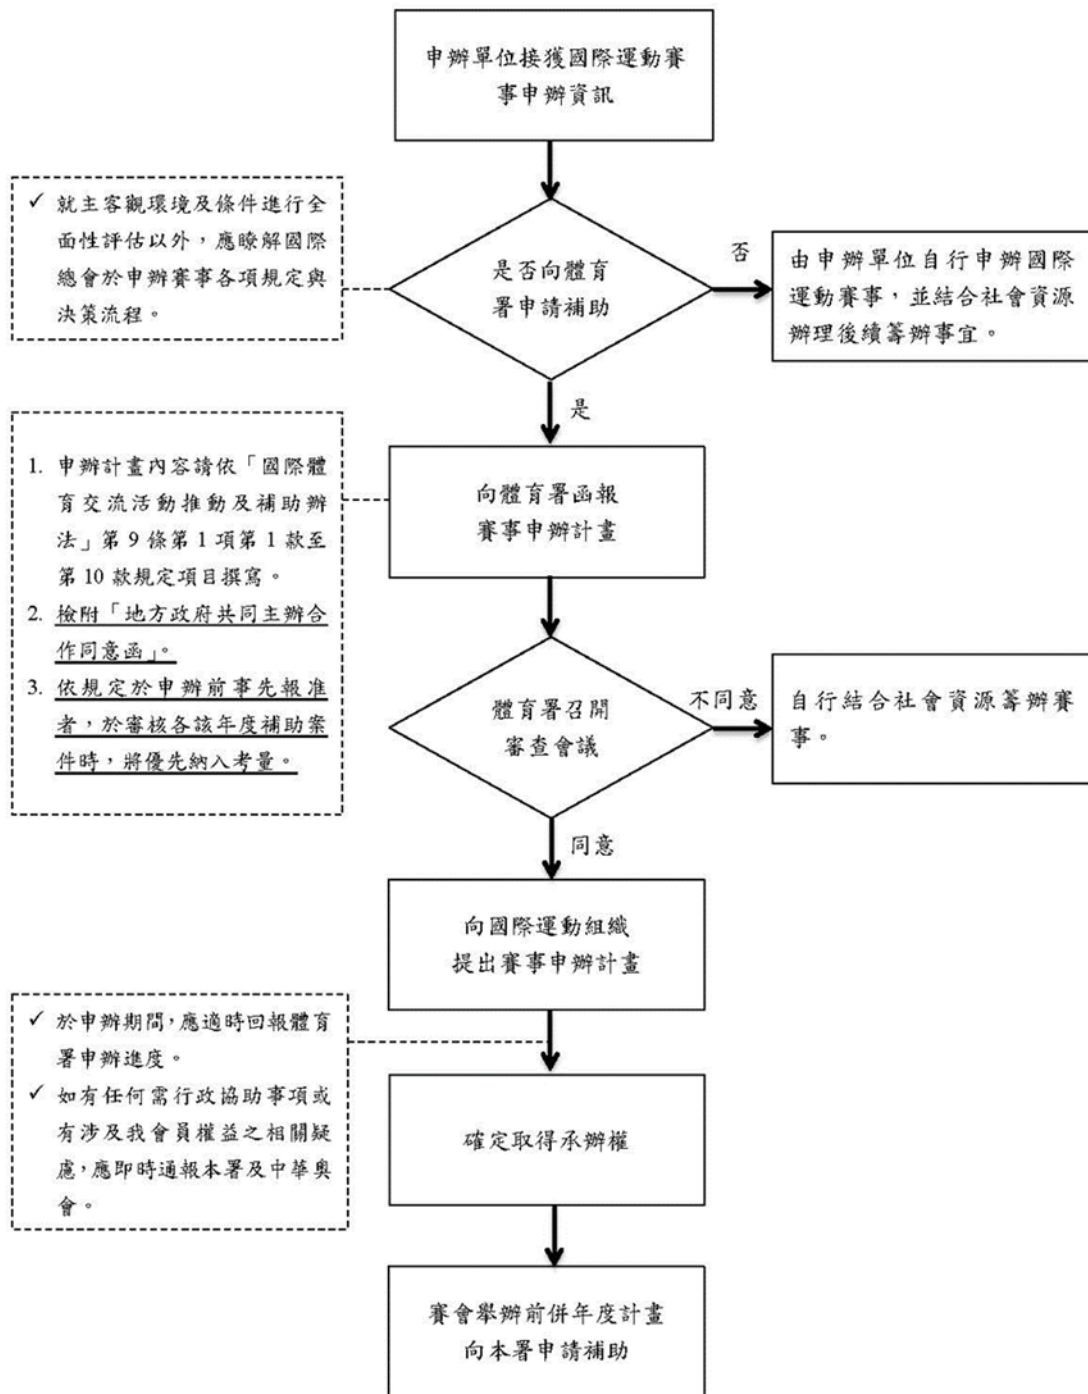 申辦單位接獲國際運動賽
事申辦資訊
✓ 就主客觀環境及條件進行全
面性評估以外，應瞭解國際
總會於申辦賽事各項規定與
決策流程。
是否向體育
署申請補助
否
由申辦單位自行申辦國際
運動賽事，並結合社會資源
辦理後續籌辦事宜。
是
1. 申辦計畫內容請依「國際體
育交流活動推動及補助辦
法」第 9 條第 1 項第 1 款至
第 10 款規定項目撰寫。
2. 檢附「地方政府共同主辦合
作同意函」。
3. 依規定於申辦前事先報准
者，於審核各該年度補助案
件時，將優先納入考量。
向體育署函報
賽事申辦計畫
體育署召開
審查會議
不同意
自行結合社會資源籌辦賽
事。
同意
向國際運動組織
提出賽事申辦計畫
✓ 於申辦期間，應適時回報體育
署申辦進度。
✓ 如有任何需行政協助事項或
有涉及我會員權益之相關疑
慮，應即時通報本署及中華奧
會。
確定取得承辦權
賽會舉辦前併年度計畫
向本署申請補助